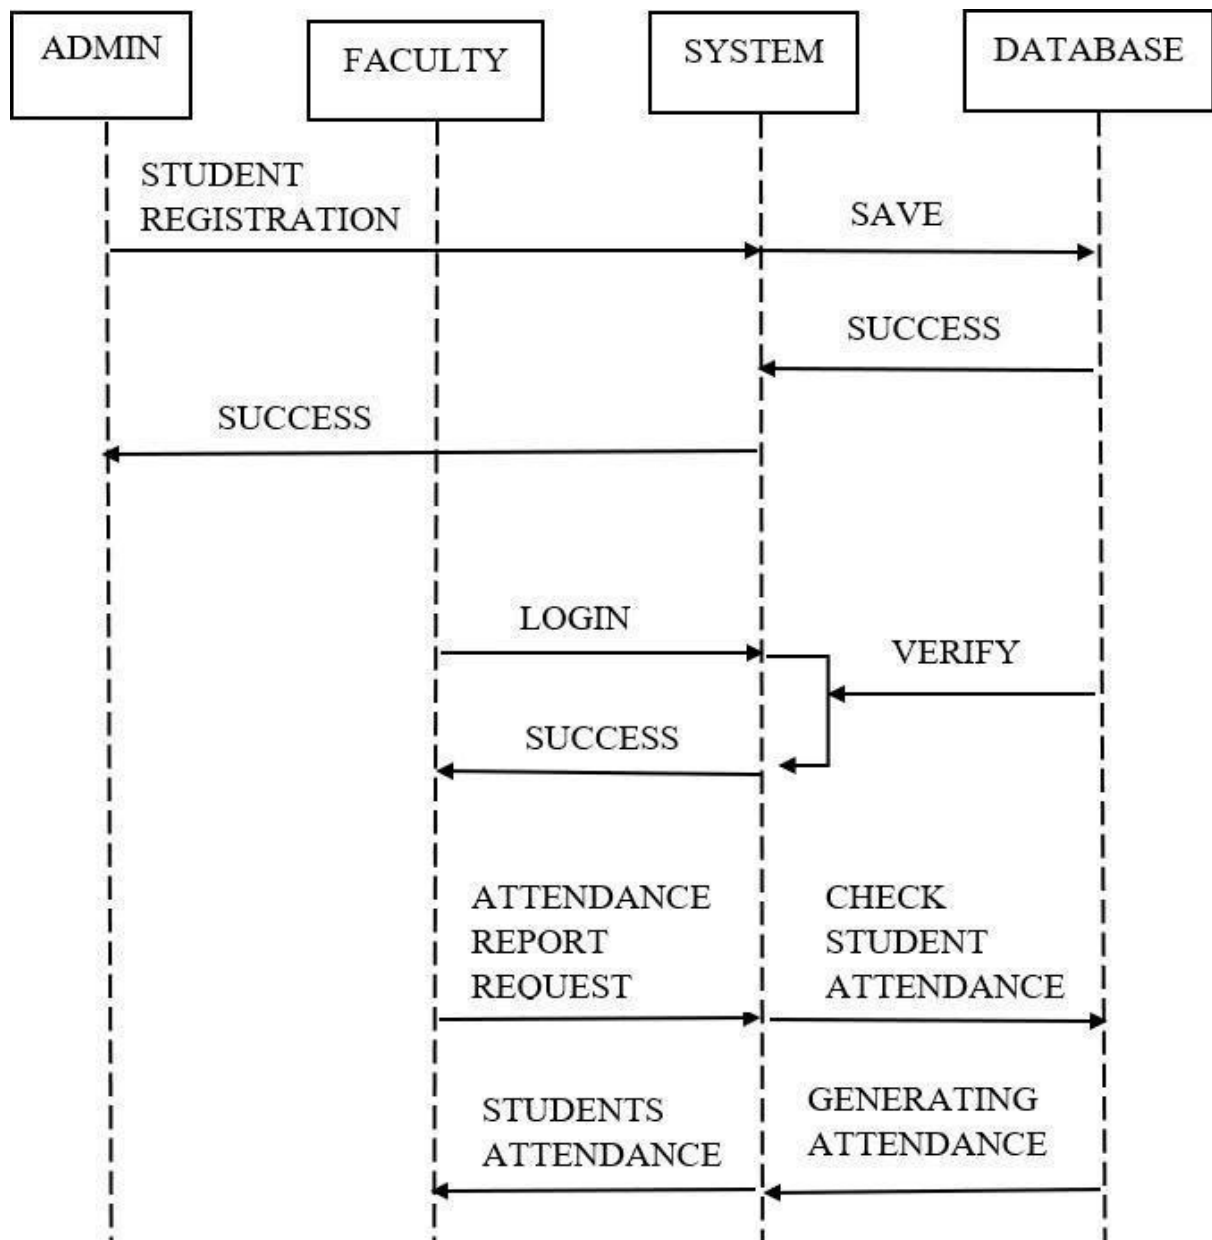 ADMIN
FACULTY
SYSTEM
DATABASE
STUDENT
REGISTRATION
SAVE
SUCCESS
SUCCESS
LOGIN
VERIFY
SUCCESS
ATTENDANCE
REPORT
REQUEST
CHECK
STUDENT
ATTENDANCE
STUDENTS
ATTENDANCE
GENERATING
ATTENDANCE